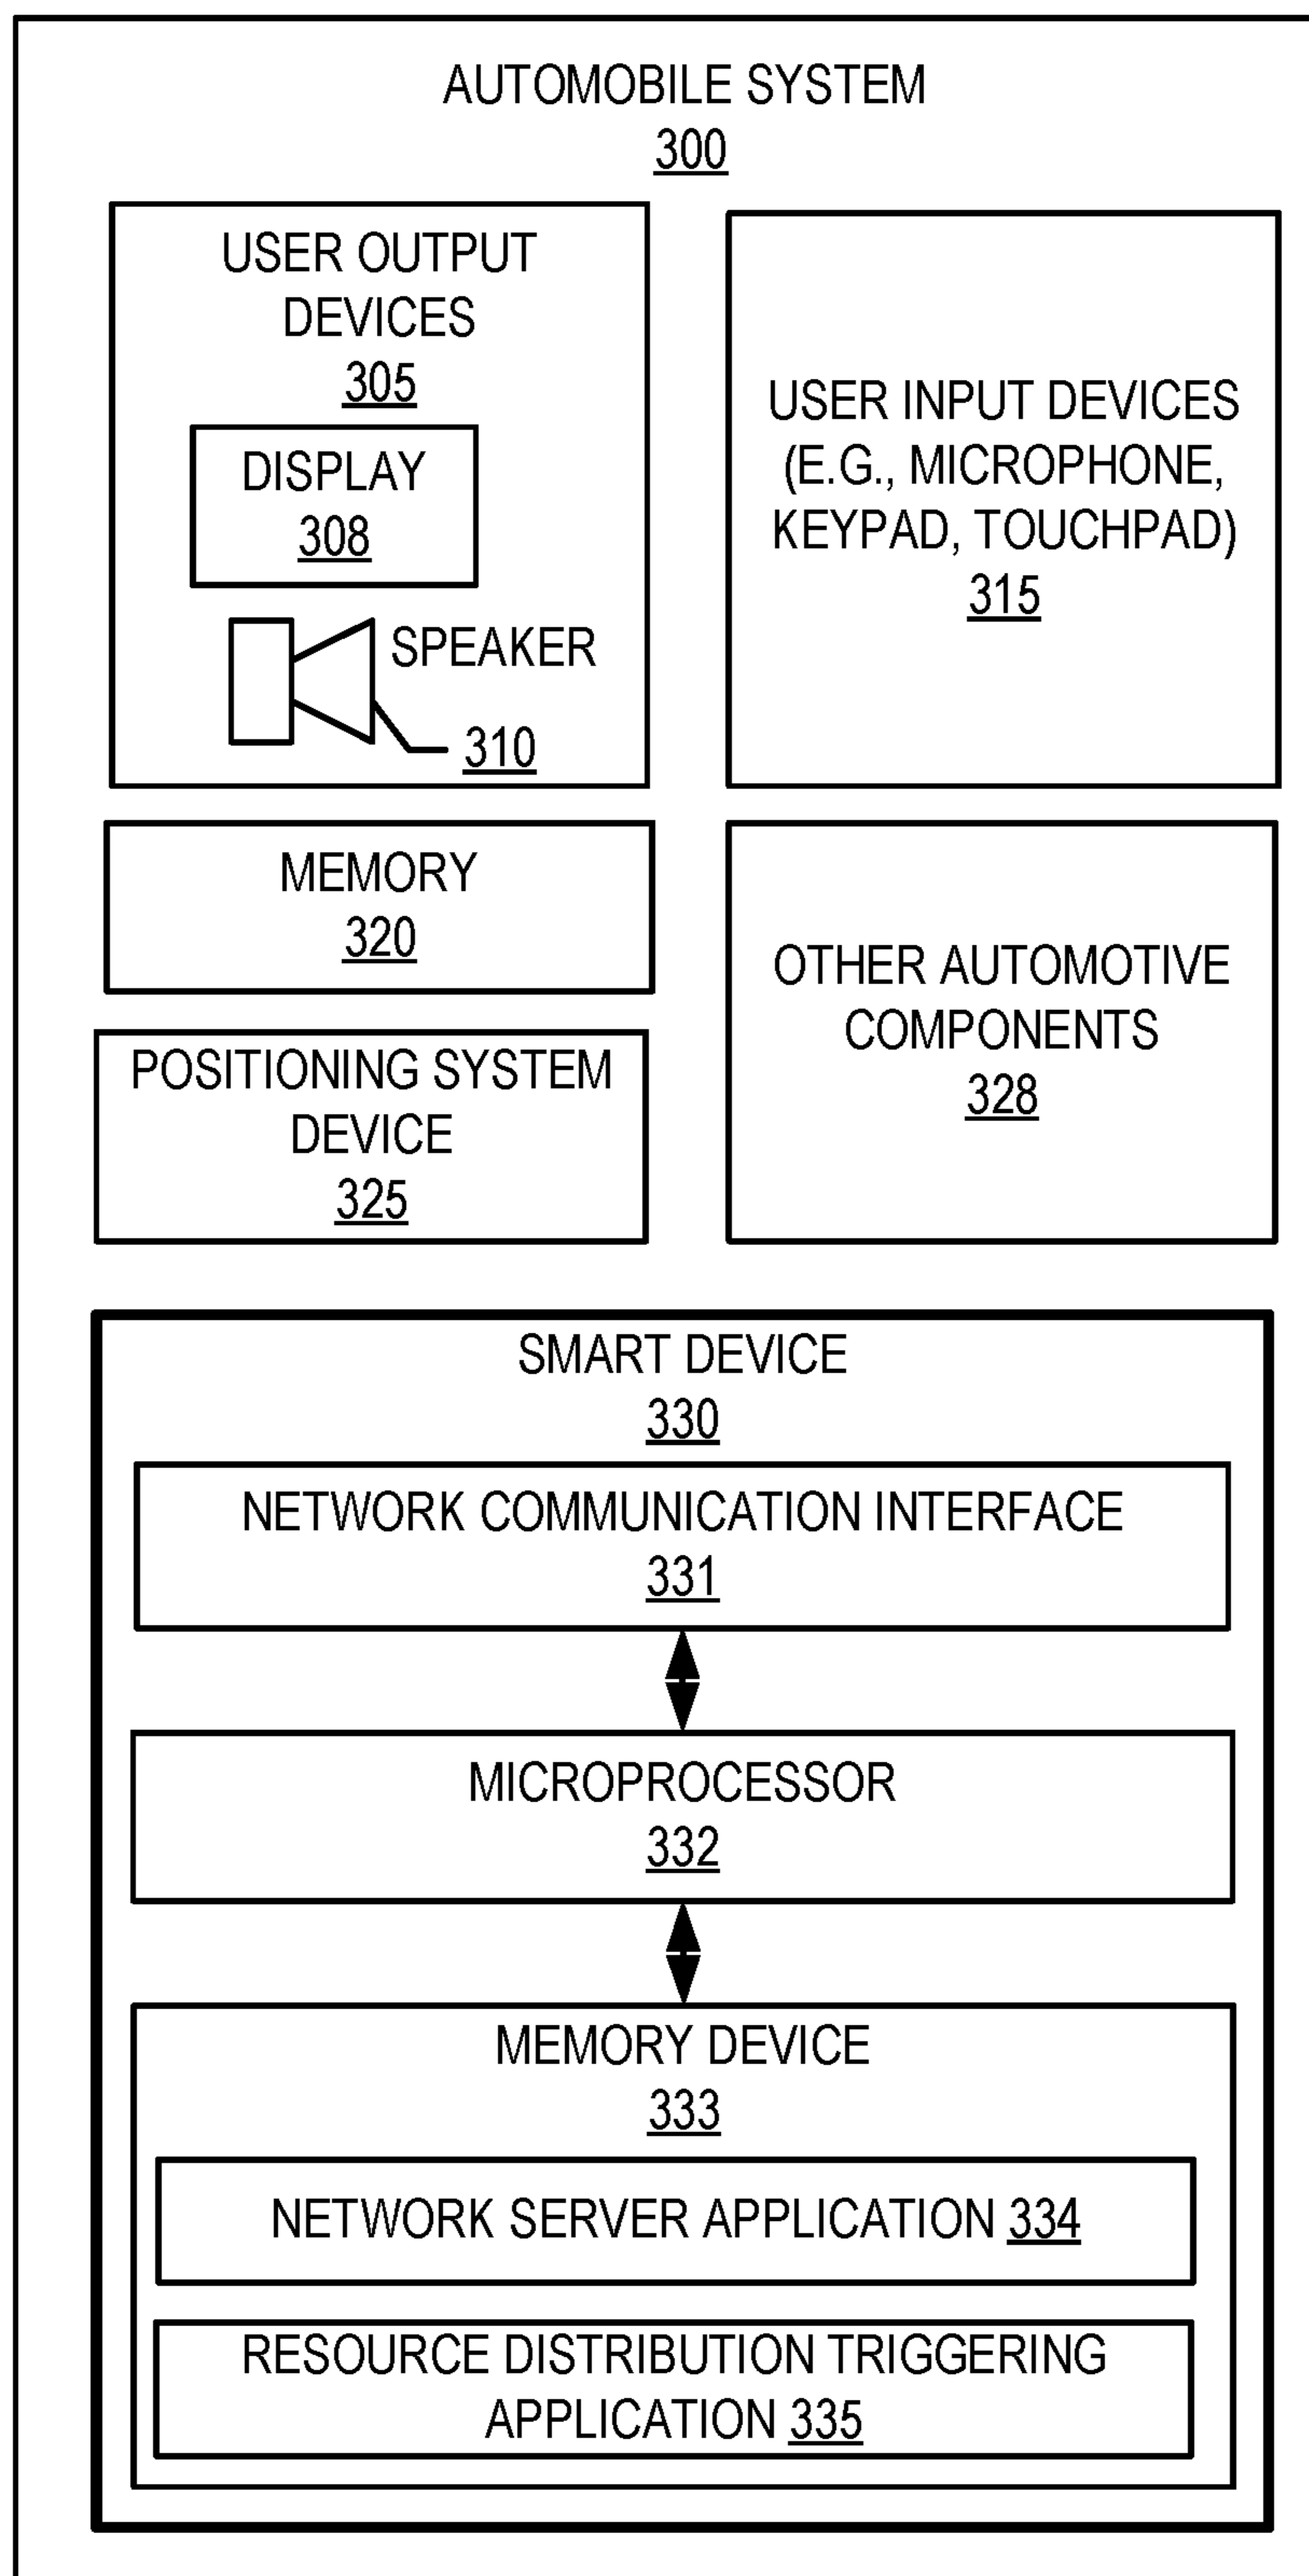 AUTOMOBILE SYSTEM
300
USER OUTPUT
DEVICES
305
DISPLAY
308
SPEAKER
310
USER INPUT DEVICES
(E.G., MICROPHONE,
KEYPAD, TOUCHPAD)
315
MEMORY
320
POSITIONING SYSTEM
DEVICE
325
OTHER AUTOMOTIVE
COMPONENTS
328
SMART DEVICE
330
NETWORK COMMUNICATION INTERFACE
331
MICROPROCESSOR
332
MEMORY DEVICE
333
NETWORK SERVER APPLICATION 334
RESOURCE DISTRIBUTION TRIGGERING
APPLICATION 335